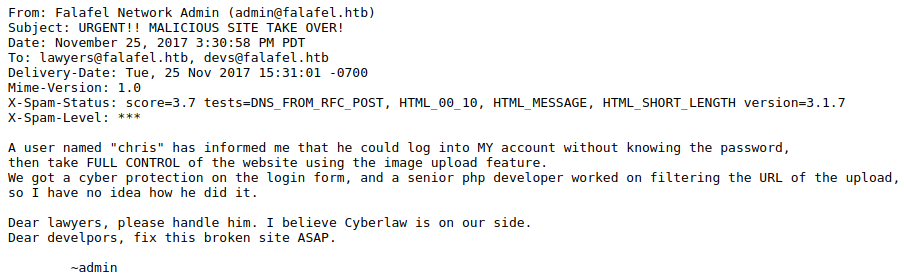 From: Falafel Network Admin (admin@falafel.htb)
Subject: URGENT!! MALICIOUS SITE TAKE OVER!
Date: November 25, 2017 3:30:58 PM PDT
To: lawyers@falafel.htb, devs@falafel.htb
Delivery-Date: Tue, 25 Nov 2017 15:31:01 -0700
Mime-Version: 1.0
X-Spam-Status: score=3.7 tests=DNS_FROM_RFC_POST, HTML_00_10, HTML_MESSAGE, HTML_SHORT_LENGTH version=3.1.7
X-Spam-Level: ***
A user named "chris" has informed me that he could log into MY account without knowing the password,
then take FULL CONTROL of the website using the image upload feature.
We got a cyber protection on the login form, and a senior php developer worked on filtering the URL of the upload,
so I have no idea how he did it.
Dear lawyers, please handle him. I believe Cyberlaw is on our side.
Dear develpors, fix this broken site ASAP.
~admin